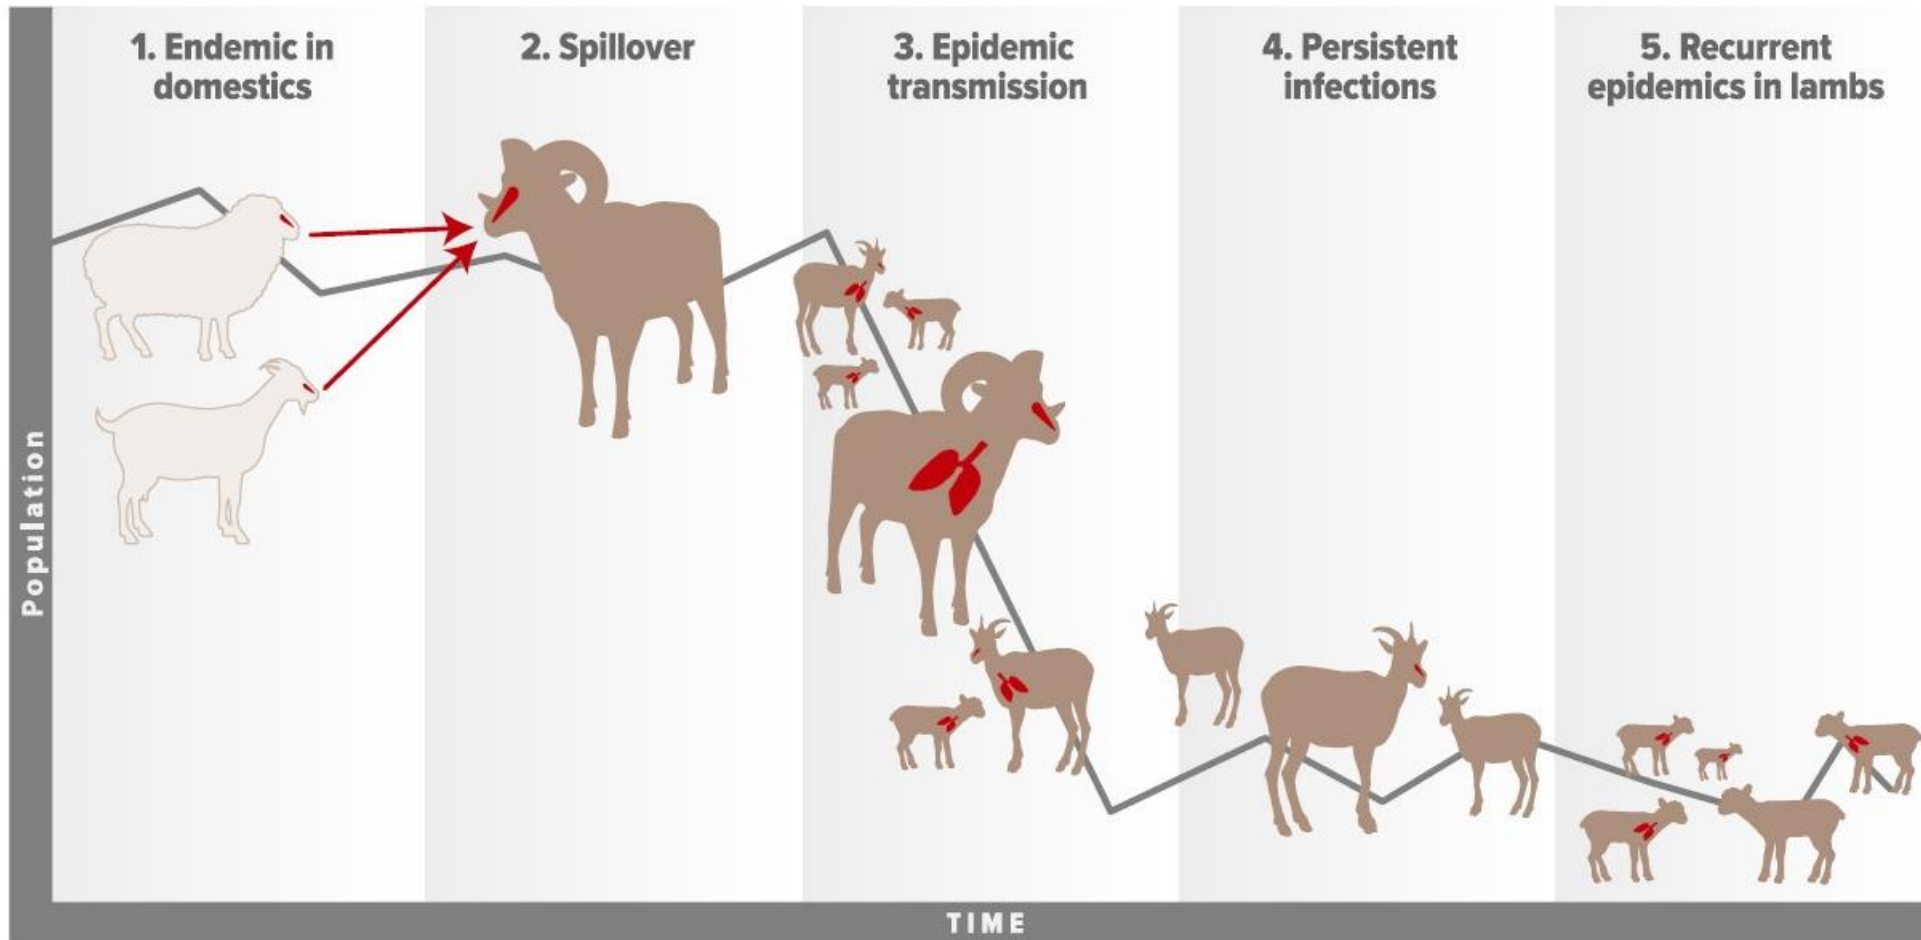 1. Endemic in
domestics
2. Spillover
3. Epidemic
transmission
4. Persistent
infections
5. Recurrent
epidemics in lambs
Population
TIME